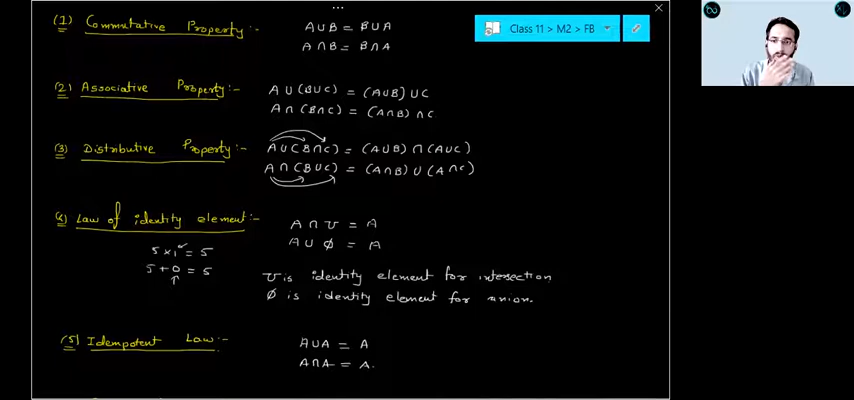 (1) Commutative Property :- A ∪ B = B ∪ A
A ∩ B = B ∩ A
Class 11 > M2 > FB
(2) Associative Property :- A ∪ (B ∪ C) = (A ∪ B) ∪ C
A ∩ (B ∩ C) = (A ∩ B) ∩ C
(3) Distributive Property :- A ∪ (B ∩ C) = (A ∪ B) ∩ (A ∪ C)
A ∩ (B ∪ C) = (A ∩ B) ∪ (A ∩ C)
(4) Law of identity element :- A ∩ U = A
A ∪ φ = A
5 × 1 = 5
5 + 0 = 5
U is identity element for intersection
φ is identity element for union.
(5) Idempotent Law :- A ∪ A = A
A ∩ A = A.